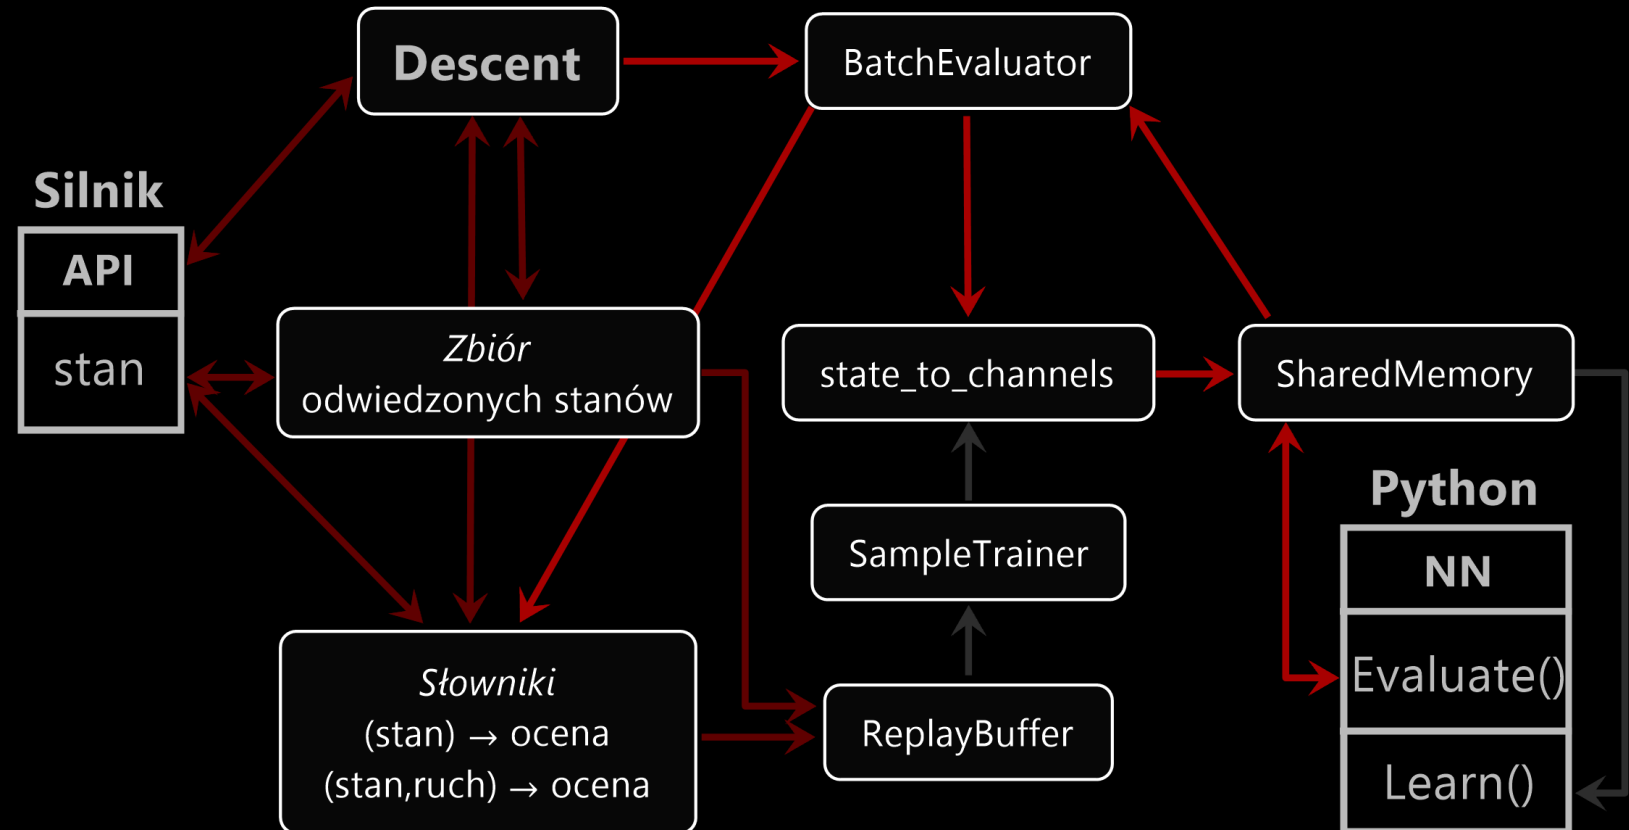 Descent
BatchEvaluator
Silnik
API
stan
Zbiór
odwiedzonych stanów
state_to_channels
SharedMemory
Python
NN
Evaluate()
Learn()
SampleTrainer
Słowniki
(stan) → ocena
(stan,ruch) → ocena
ReplayBuffer